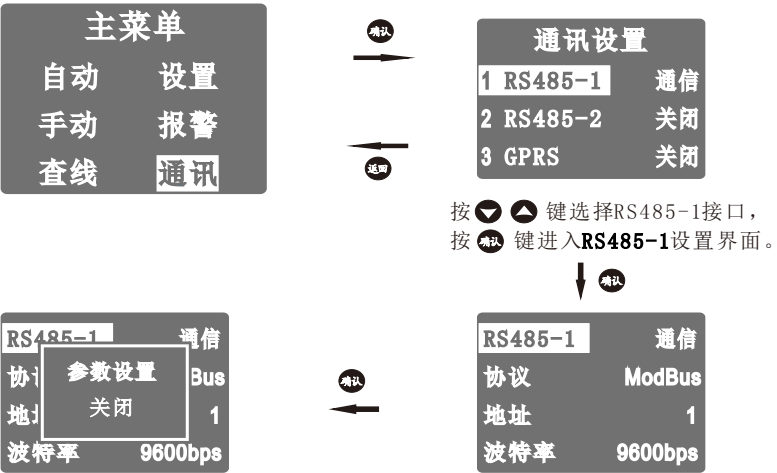 主菜单
自动 设置
手动 报警
查线 通讯
确认
返回
通讯设置
1 RS485-1 通信
2 RS485-2 关闭
3 GPRS 关闭
按 键选择RS485-1接口,
按 确认 键进入RS485-1设置界面。
确认
RS485-1 通信
协议 ModBus
地址 1
波特率 9600bps
确认
RS485-1 通信
参数设置
协 Bus
关闭
地 1
波特率 9600bps